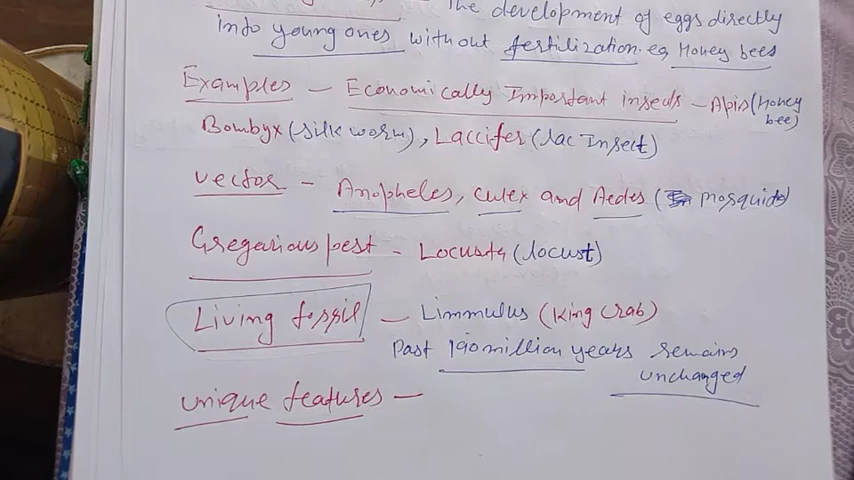 The development of eggs directly
into young ones without fertilization. eg Honey bees
Examples — Economically Important insects — Apis (Honey bee)
Bombyx (silk worm), Laccifer (lac Insect)
Vector — Anopheles, Culex and Aedes (mosquito)
Gregarious pest - Locusta (locust)
Living fossil — Limmulus (King Crab)
Past 190 million years remains
unchanged
unique features —